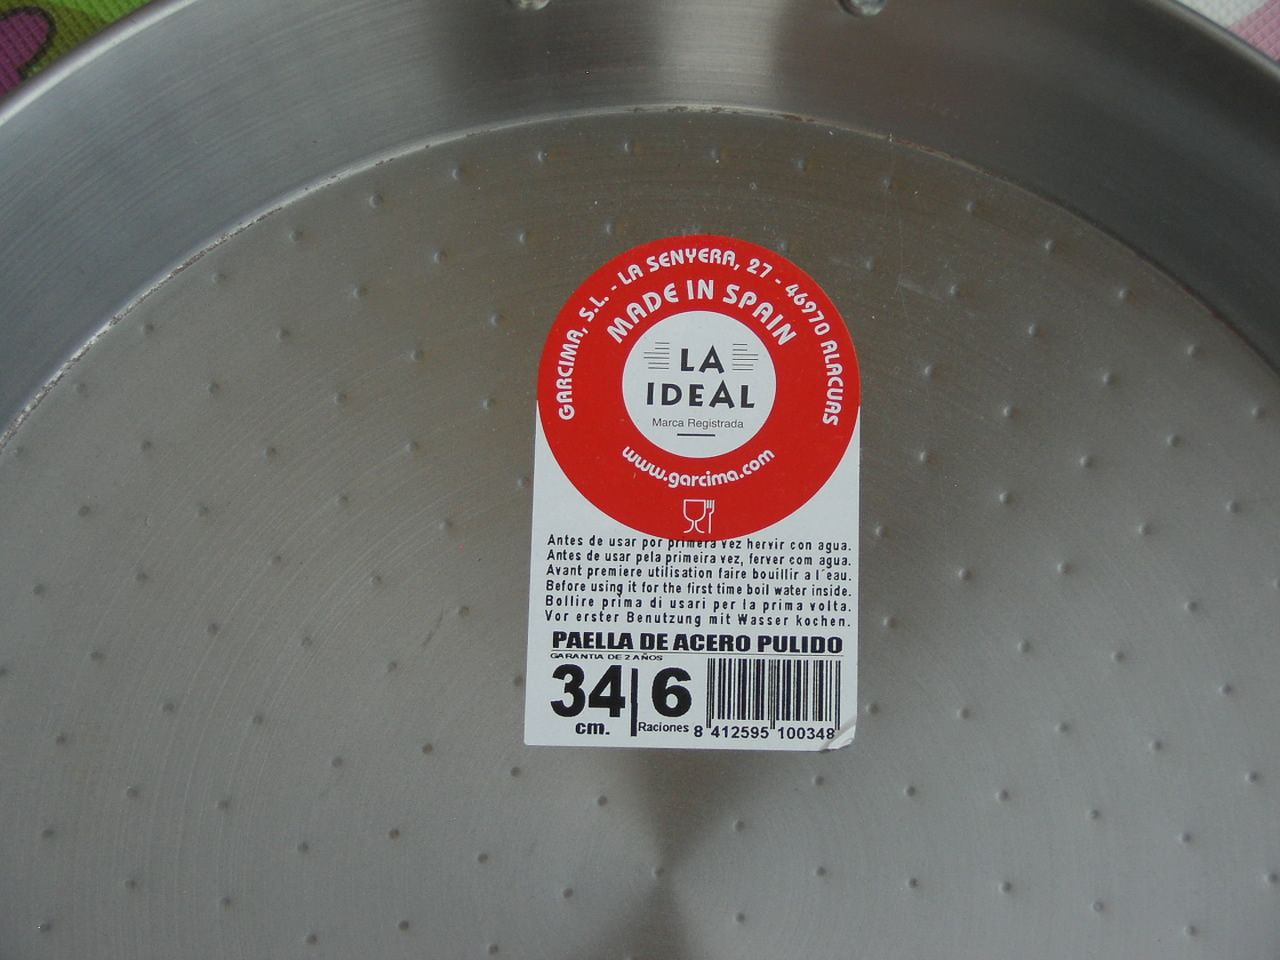 GARCIMA, S.L. - LA SENYERA, 27 - 46970 ALACUAS
MADE IN SPAIN
LA
IDEAL
Marca Registrada
www.garcima.com
Antes de usar por primera vez hervir con agua.
Antes de usar pela primeira vez, ferver com agua.
Avant premiere utilisation faire bouillir a l´eau.
Before using it for the first time boil water inside.
Bollire prima di usari per la prima volta.
Vor erster Benutzung mit Wasser kochen.
PAELLA DE ACERO PULIDO
GARANTIA DE 2 AÑOS
34 6
cm. Raciones 8 412595 100348